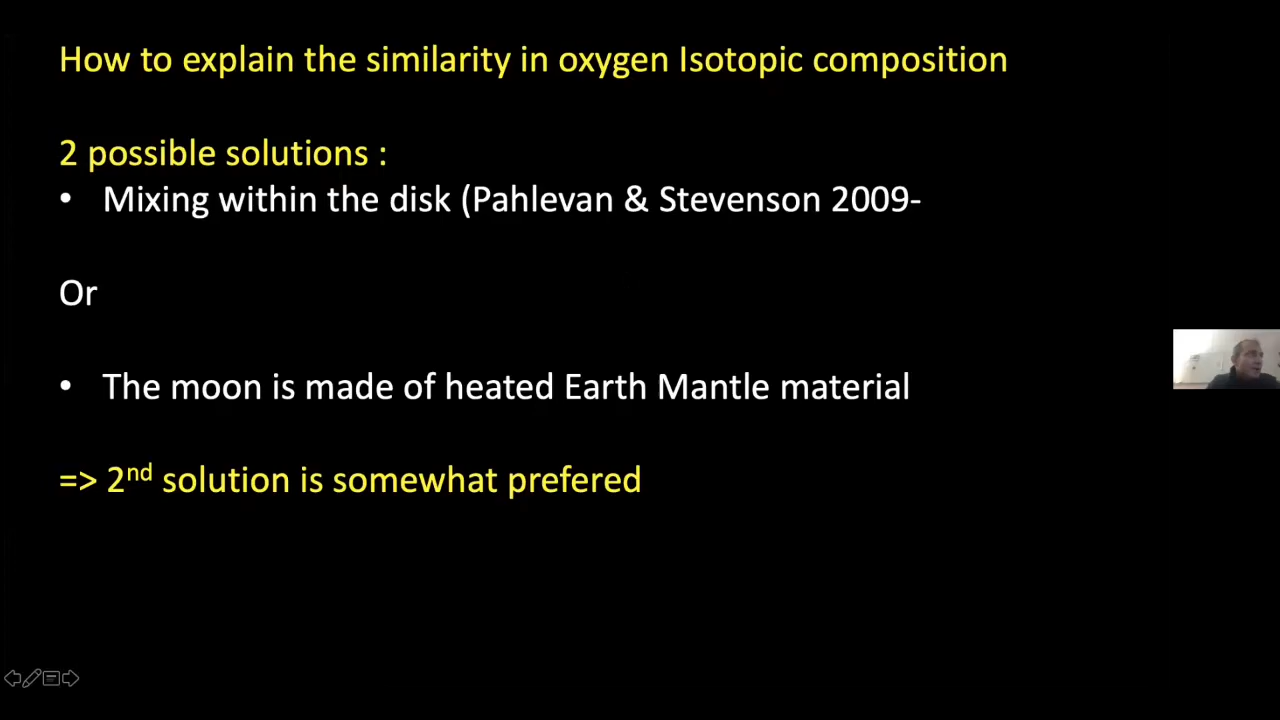 How to explain the similarity in oxygen Isotopic composition
2 possible solutions :
• Mixing within the disk (Pahlevan & Stevenson 2009-
Or
• The moon is made of heated Earth Mantle material
=> 2nd solution is somewhat prefered